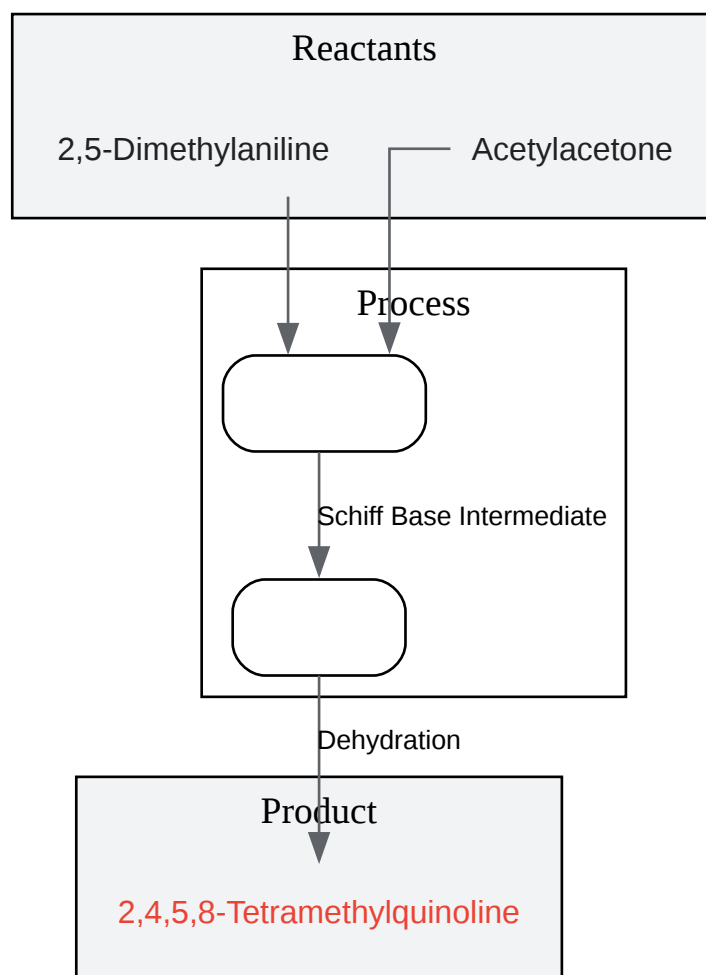 Reactants
2,5-Dimethylaniline
Acetylacetone
Process
Schiff Base Intermediate
Dehydration
Product
2,4,5,8-Tetramethylquinoline